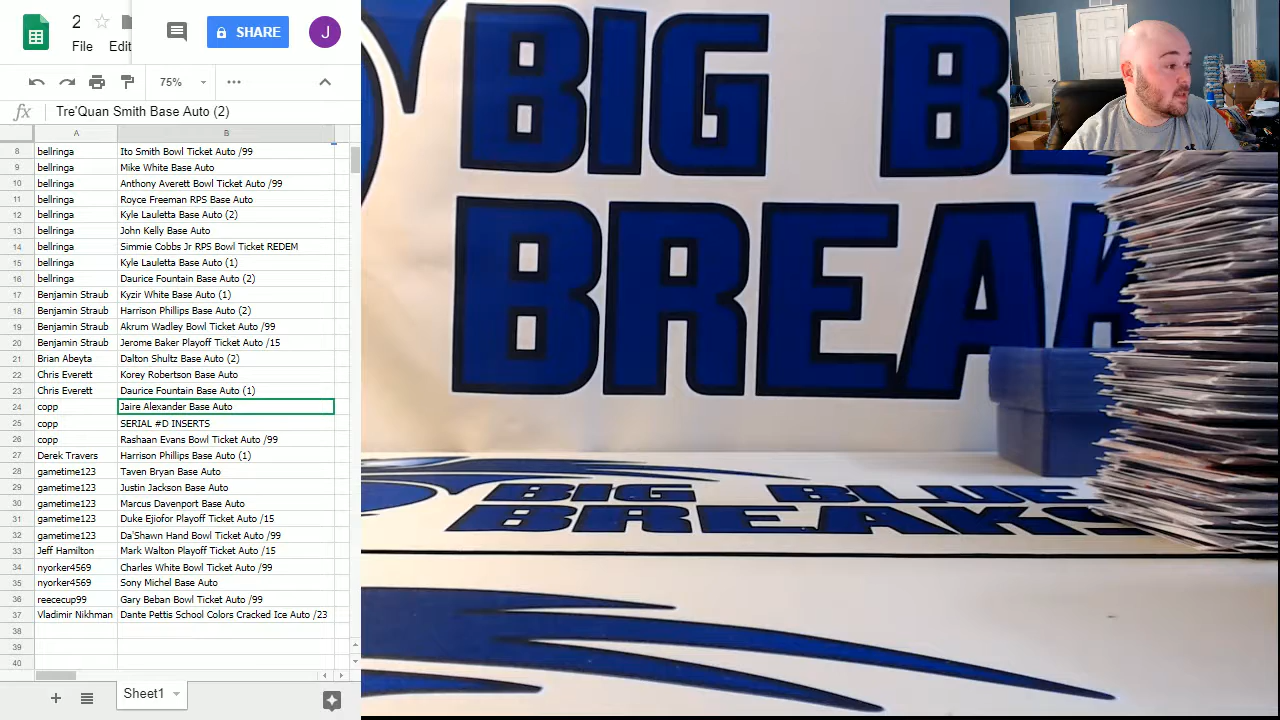 2
File Edit
SHARE
J
75%
fx Tre'Quan Smith Base Auto (2)
A B
8 bellringa Ito Smith Bowl Ticket Auto /99
9 bellringa Mike White Base Auto
10 bellringa Anthony Averett Bowl Ticket Auto /99
11 bellringa Royce Freeman RPS Base Auto
12 bellringa Kyle Lauletta Base Auto (2)
13 bellringa John Kelly Base Auto
14 bellringa Simmie Cobbs Jr RPS Bowl Ticket REDEM
15 bellringa Kyle Lauletta Base Auto (1)
16 bellringa Daurice Fountain Base Auto (2)
17 Benjamin Straub Kyzir White Base Auto (1)
18 Benjamin Straub Harrison Phillips Base Auto (2)
19 Benjamin Straub Akrum Wadley Bowl Ticket Auto /99
20 Benjamin Straub Jerome Baker Playoff Ticket Auto /15
21 Brian Abeyta Dalton Shultz Base Auto (2)
22 Chris Everett Korey Robertson Base Auto
23 Chris Everett Daurice Fountain Base Auto (1)
24 copp Jaire Alexander Base Auto
25 copp SERIAL #D INSERTS
26 copp Rashaan Evans Bowl Ticket Auto /99
27 Derek Travers Harrison Phillips Base Auto (1)
28 gametime123 Taven Bryan Base Auto
29 gametime123 Justin Jackson Base Auto
30 gametime123 Marcus Davenport Base Auto
31 gametime123 Duke Ejiofor Playoff Ticket Auto /15
32 gametime123 Da'Shawn Hand Bowl Ticket Auto /99
33 Jeff Hamilton Mark Walton Playoff Ticket Auto /15
34 nyorker4569 Charles White Bowl Ticket Auto /99
35 nyorker4569 Sony Michel Base Auto
36 reececup99 Gary Beban Bowl Ticket Auto /99
37 Vladimir Nikhman Dante Pettis School Colors Cracked Ice Auto /23
38
39
40
Sheet1
BIG BL
BREAK
BIG BLUE
BREAKS